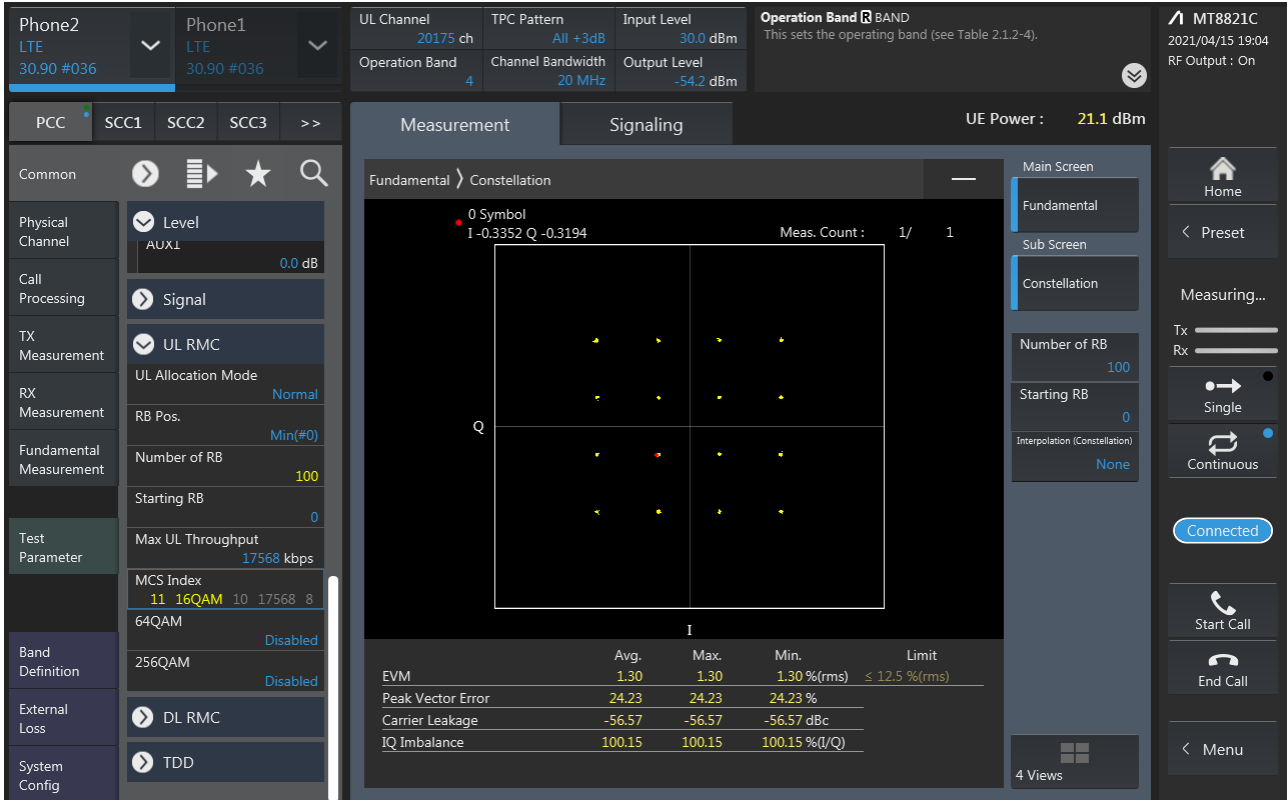 Phone2
LTE
30.90 #036
Phone1
LTE
30.90 #036
UL Channel
20175 ch
TPC Pattern
All +3dB
Input Level
30.0 dBm
Operation Band
4
Channel Bandwidth
20 MHz
Output Level
-54.2 dBm
Operation Band R BAND
This sets the operating band (see Table 2.1.2-4).
MT8821C
2021/04/15 19:04
RF Output : On
PCC SCC1 SCC2 SCC3 >>
Measurement
Signaling
UE Power : 21.1 dBm
Common
Physical
Channel
Call
Processing
TX
Measurement
RX
Measurement
Fundamental
Measurement
Test
Parameter
Band
Definition
External
Loss
System
Config
Level
AUX1
0.0 dB
Signal
UL RMC
UL Allocation Mode
Normal
RB Pos.
Min(#0)
Number of RB
100
Starting RB
0
Max UL Throughput
17568 kbps
MCS Index
11 16QAM 10 17568 8
64QAM
Disabled
256QAM
Disabled
DL RMC
TDD
Fundamental > Constellation
0 Symbol
I -0.3352 Q -0.3194
Meas. Count : 1/ 1
Q
I
Avg. Max. Min. Limit
EVM 1.30 1.30 1.30 %(rms) ≤ 12.5 %(rms)
Peak Vector Error 24.23 24.23 24.23 %
Carrier Leakage -56.57 -56.57 -56.57 dBc
IQ Imbalance 100.15 100.15 100.15 %(I/Q)
Main Screen
Fundamental
Sub Screen
Constellation
Number of RB
100
Starting RB
0
Interpolation (Constellation)
None
4 Views
Home
< Preset
Measuring...
Tx
Rx
Single
Continuous
Connected
Start Call
End Call
< Menu